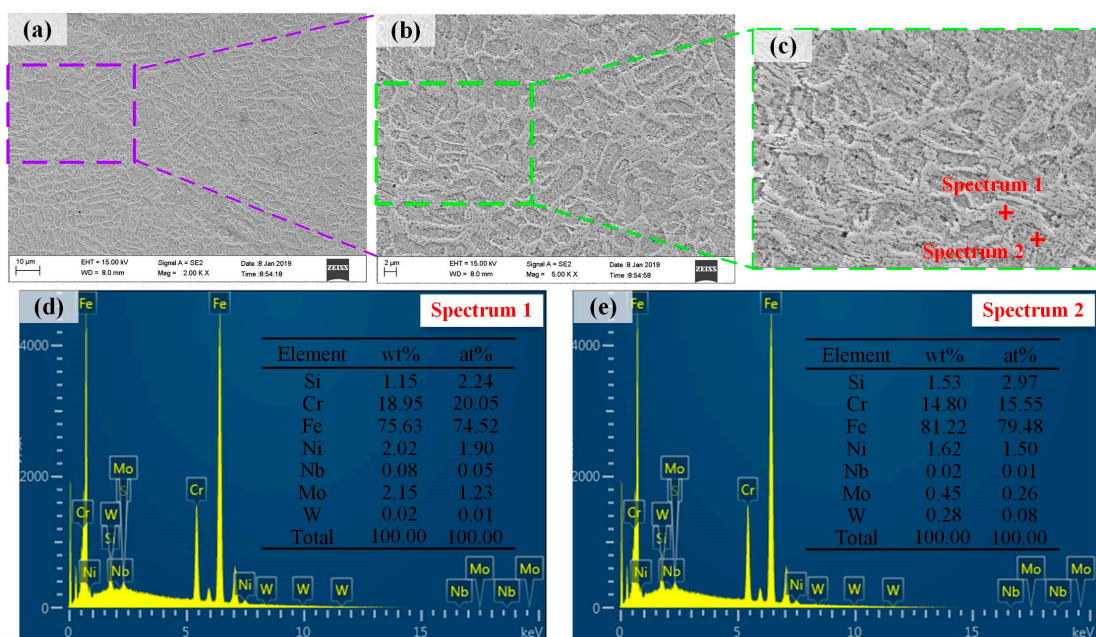 (a)
10 μm
EHT = 15.00 kV
WD = 8.0 mm
Signal A = SE2
Mag = 2.00 K X
Date :8 Jan 2019
Time :8:54:18
ZEISS
(b)
2 μm
EHT = 15.00 kV
WD = 8.0 mm
Signal A = SE2
Mag = 5.00 K X
Date :8 Jan 2019
Time :8:54:58
ZEISS
(c)
Spectrum 1
Spectrum 2
(d)
Spectrum 1
Fe
Fe
4000
2000
0
Mo
S
W
Cr
Si
Ni
Nb
Cr
Ni
W
W
W
Mo
Mo
Nb
Nb
0
5
10
15
keV
Element wt% at%
Si 1.15 2.24
Cr 18.95 20.05
Fe 75.63 74.52
Ni 2.02 1.90
Nb 0.08 0.05
Mo 2.15 1.23
W 0.02 0.01
Total 100.00 100.00
(e)
Spectrum 2
Fe
Fe
4000
2000
0
Mo
S
W
Cr
Si
Ni
Nb
Cr
Ni
W
W
W
Mo
Mo
Nb
Nb
0
5
10
15
keV
Element wt% at%
Si 1.53 2.97
Cr 14.80 15.55
Fe 81.22 79.48
Ni 1.62 1.50
Nb 0.02 0.01
Mo 0.45 0.26
W 0.28 0.08
Total 100.00 100.00